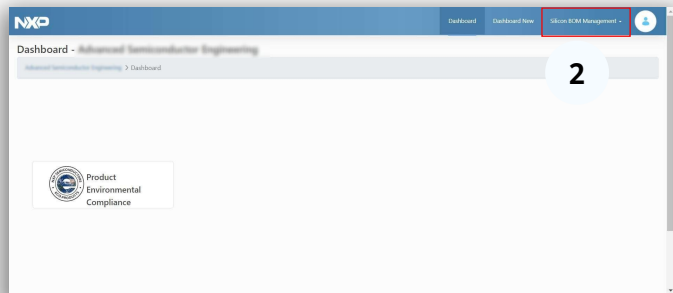 NXP
Dashboard
Dashboard New
Silicon BOM Management
Dashboard -
> Dashboard
2
Product
Environmental
Compliance